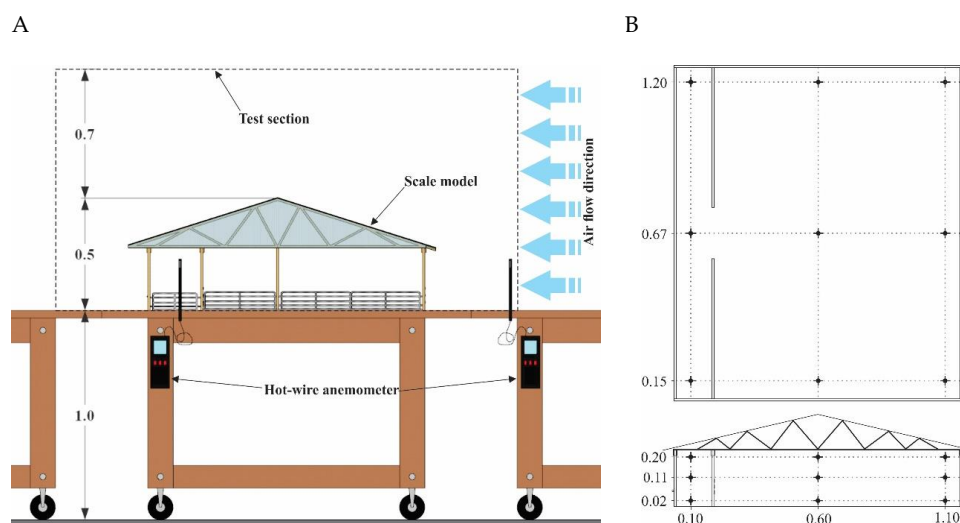 A
B
0.7
0.5
1.0
Test section
Scale model
Air flow direction
Hot-wire anemometer
1.20
0.67
0.15
0.20
0.11
0.02
0.10 0.60 1.10